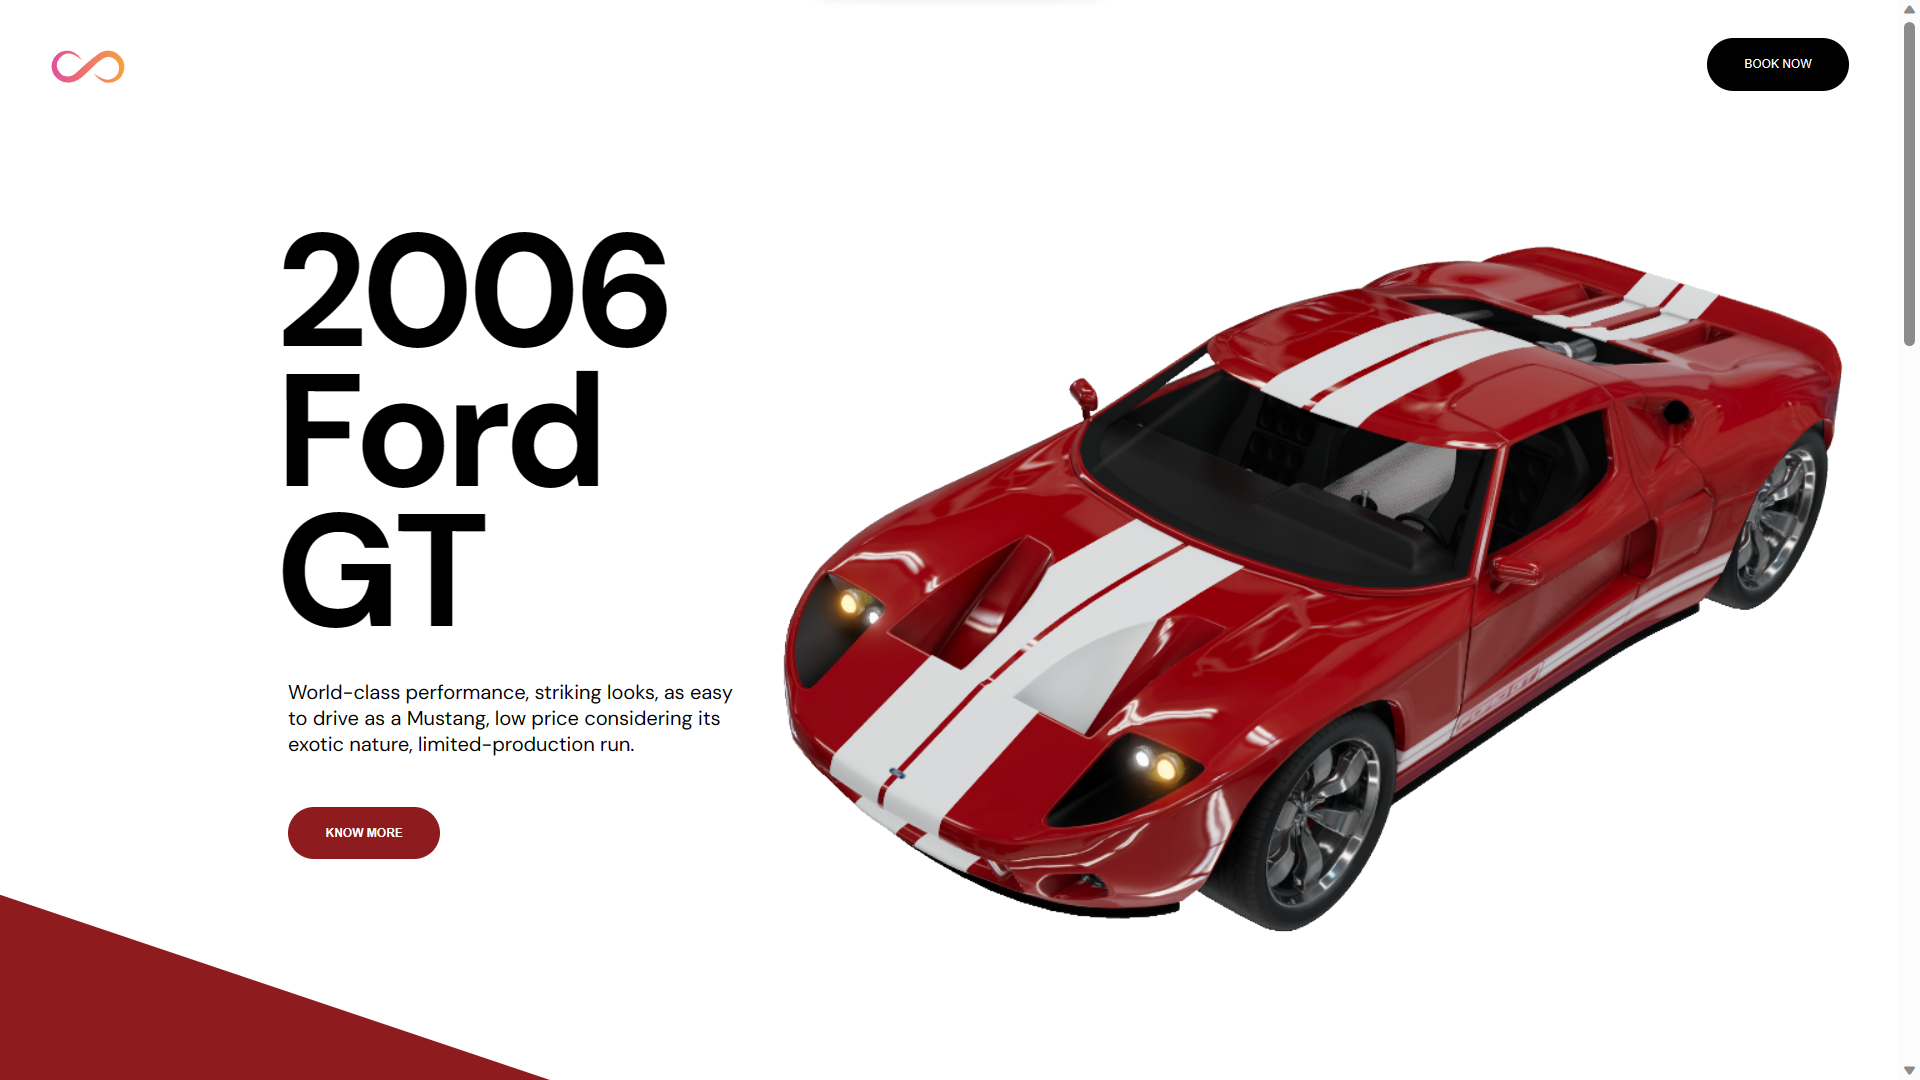 BOOK NOW
2006
Ford
GT
World-class performance, striking looks, as easy
to drive as a Mustang, low price considering its
exotic nature, limited-production run.
KNOW MORE